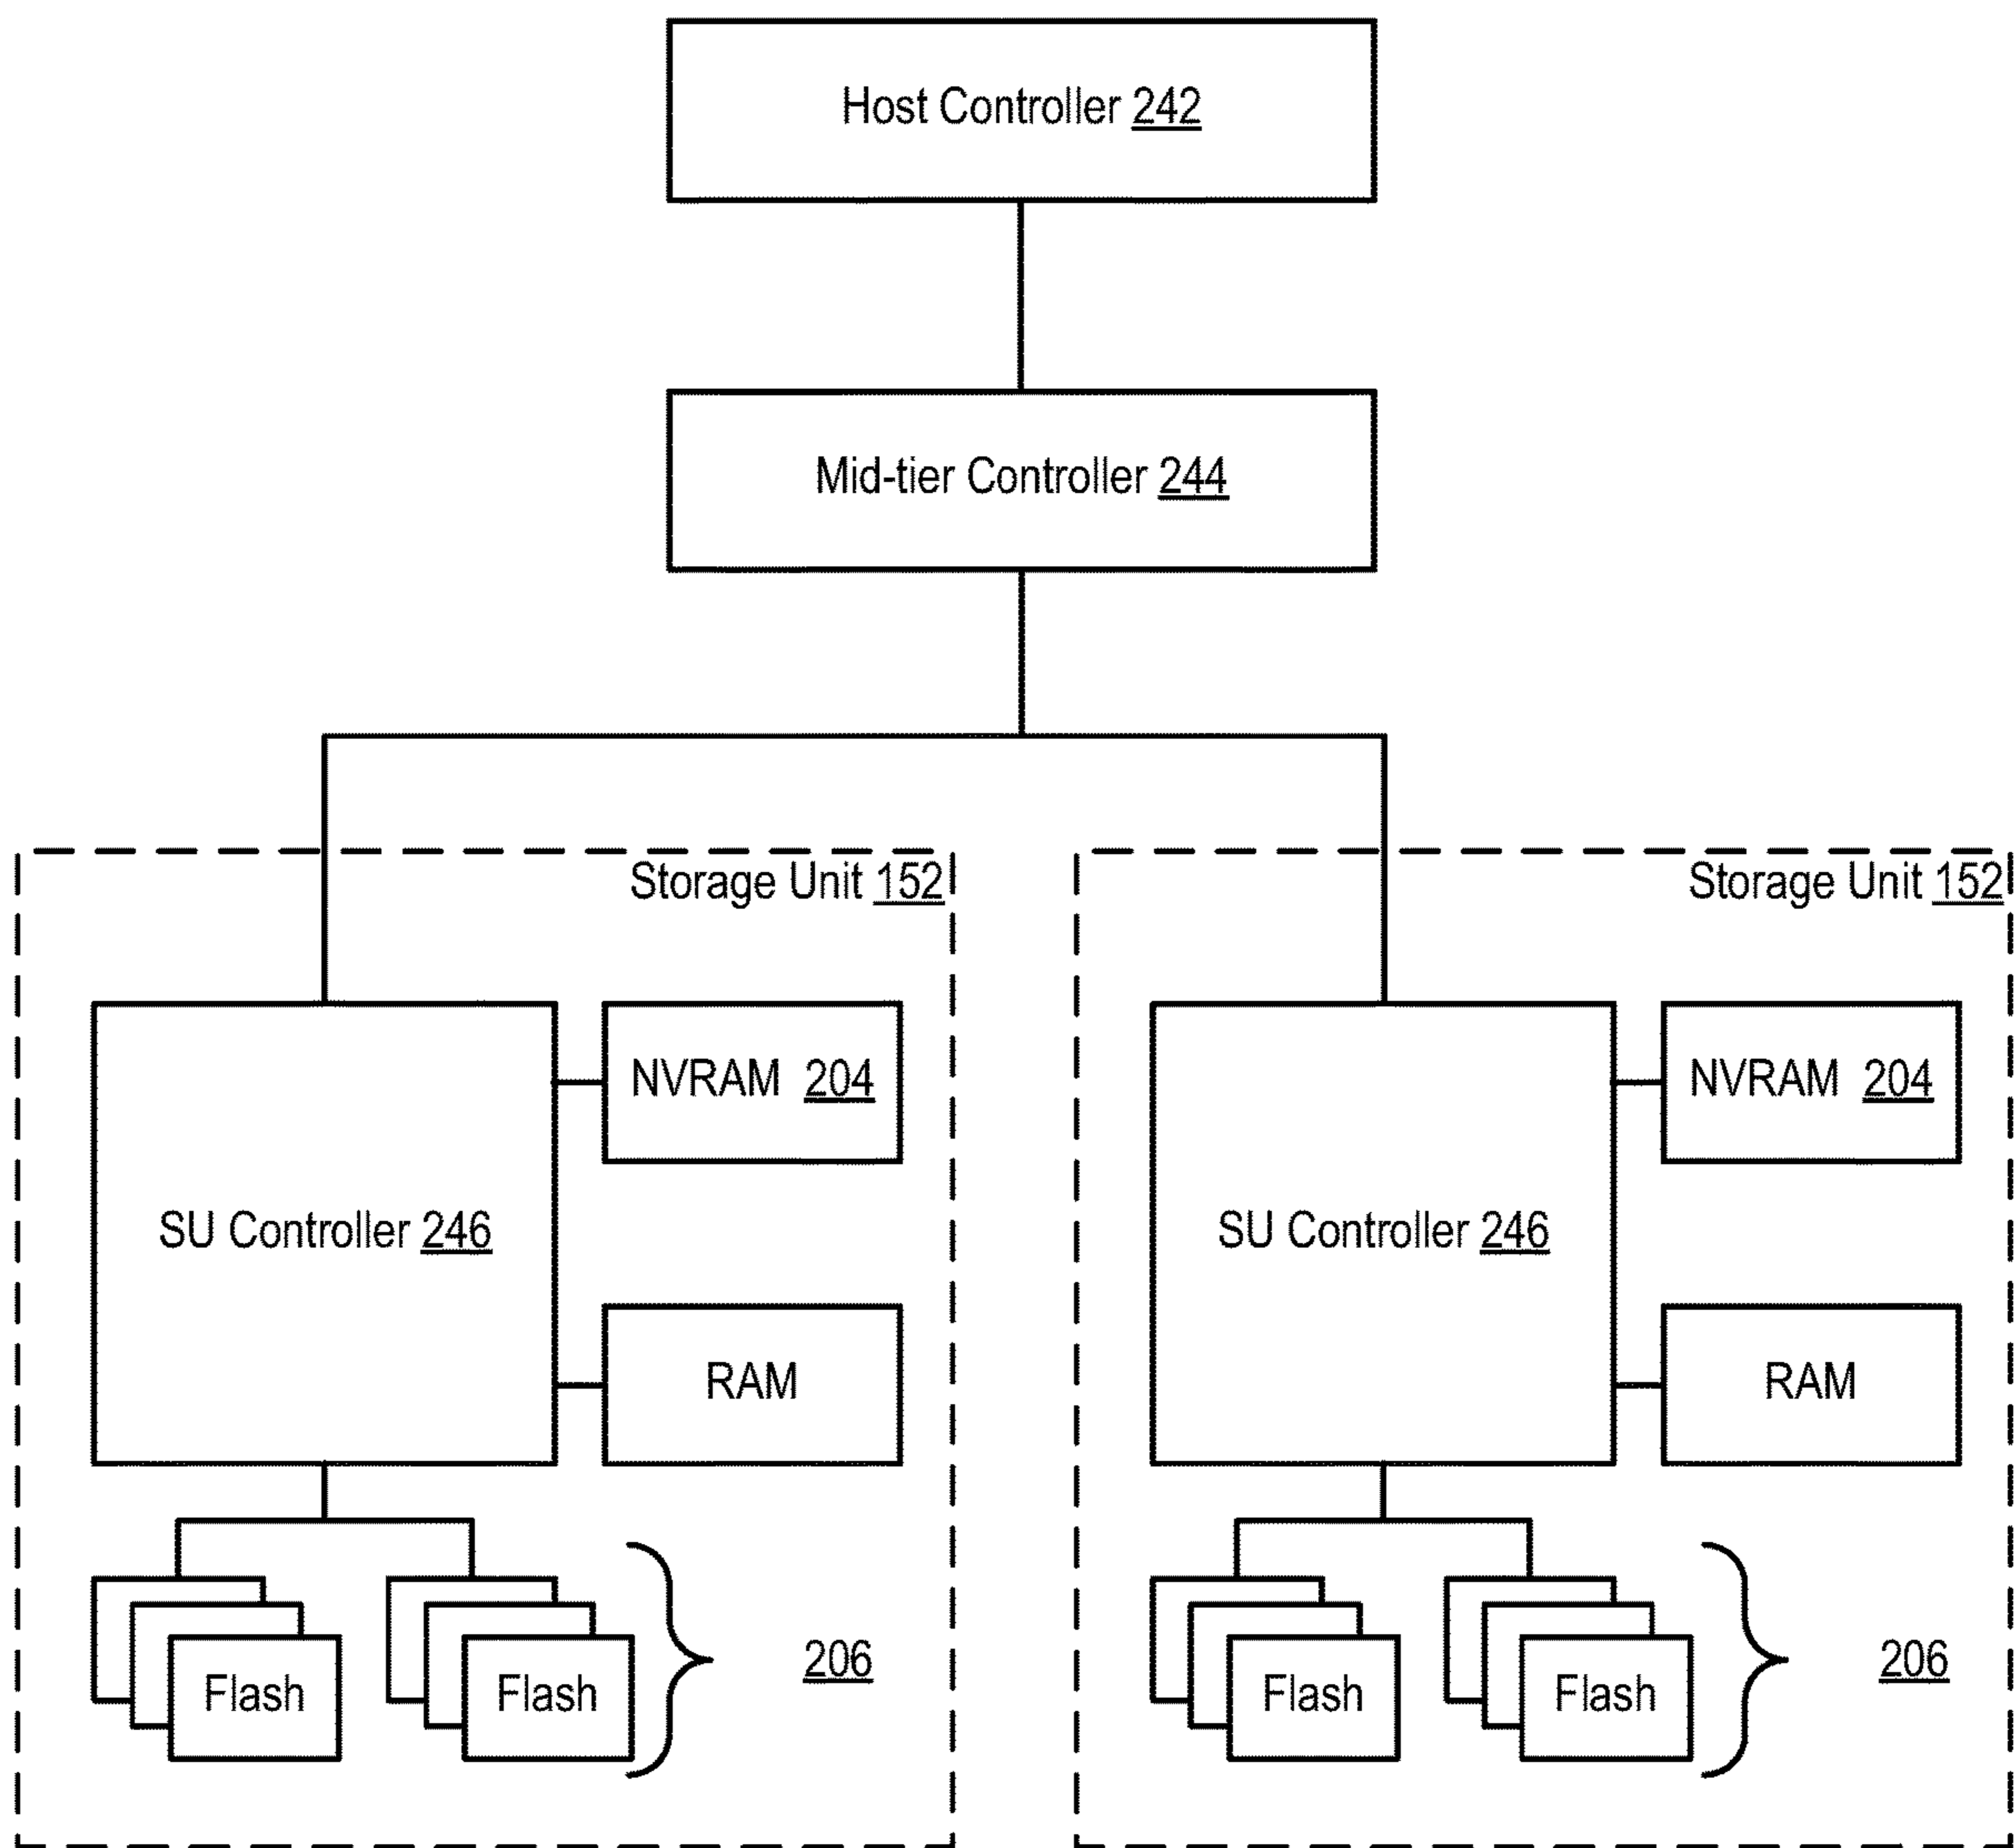 Host Controller 242
Mid-tier Controller 244
Storage Unit 152
SU Controller 246
NVRAM 204
RAM
Flash
Flash
206
Storage Unit 152
SU Controller 246
NVRAM 204
RAM
Flash
Flash
206